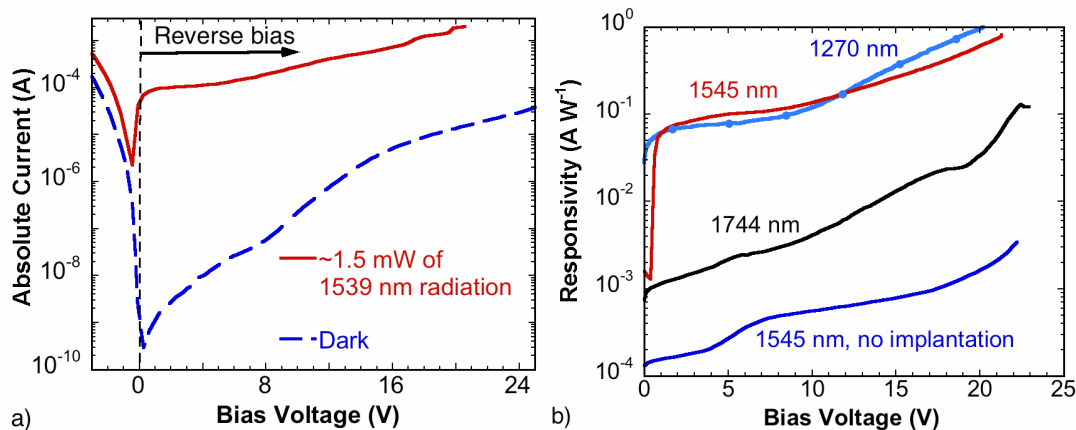 Absolute Current (A)
10^-4
10^-6
10^-8
10^-10
Reverse bias
~1.5 mW of
1539 nm radiation
Dark
0
8
16
24
Bias Voltage (V)
a)
Responsivity (A W^-1)
10^0
10^-1
10^-2
10^-3
10^-4
1270 nm
1545 nm
1744 nm
1545 nm, no implantation
0
5
10
15
20
25
Bias Voltage (V)
b)